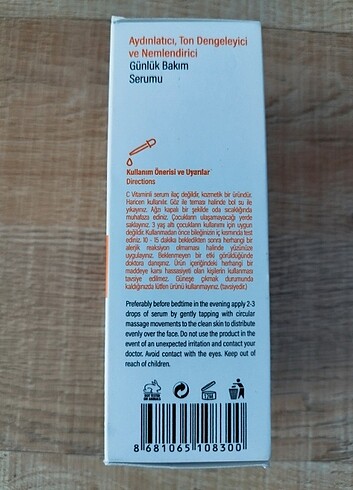 Aydınlatıcı, Ton Dengeleyici
ve Nemlendirici
Günlük Bakım
Serumu
Kullanım Önerisi ve Uyarılar
Directions
C Vitaminli serum ilaç değildir, kozmetik bir üründür.
Haricen kullanılır. Göz ile teması halinde bol su ile
yıkayınız. Ağzı kapalı bir şekilde oda sıcaklığında
muhafaza ediniz. Çocukların ulaşamayacağı yerde
saklayınız. 3 yaş altı çocukların kullanımı için uygun
değildir. Kullanmadan önce bileğinizin iç kısmında test
ediniz. 10 - 15 dakika bekledikten sonra herhangi bir
alerjik reaksiyon olmaması halinde yüzünüze
uygulayınız. Beklenmeyen bir etki görüldüğünde
doktora danışınız. Ürün içeriğindeki herhangi bir
maddeye karşı hassasiyeti olan kişilerin kullanması
tavsiye edilmez. Güneşe çıkmak durumunda
kaldığınızda lütfen ürünü kullanmayınız. (tavsiyedir.)
Preferably before bedtime in the evening apply 2-3
drops of serum by gently tapping with circular
massage movements to the clean skin to distribute
evenly over the face. Do not use the product in the
event of an unexpected irritation and contact your
doctor. Avoid contact with the eyes. Keep out of
reach of children.
NOT TESTED
ON ANIMALS
12M
8 681065 108300